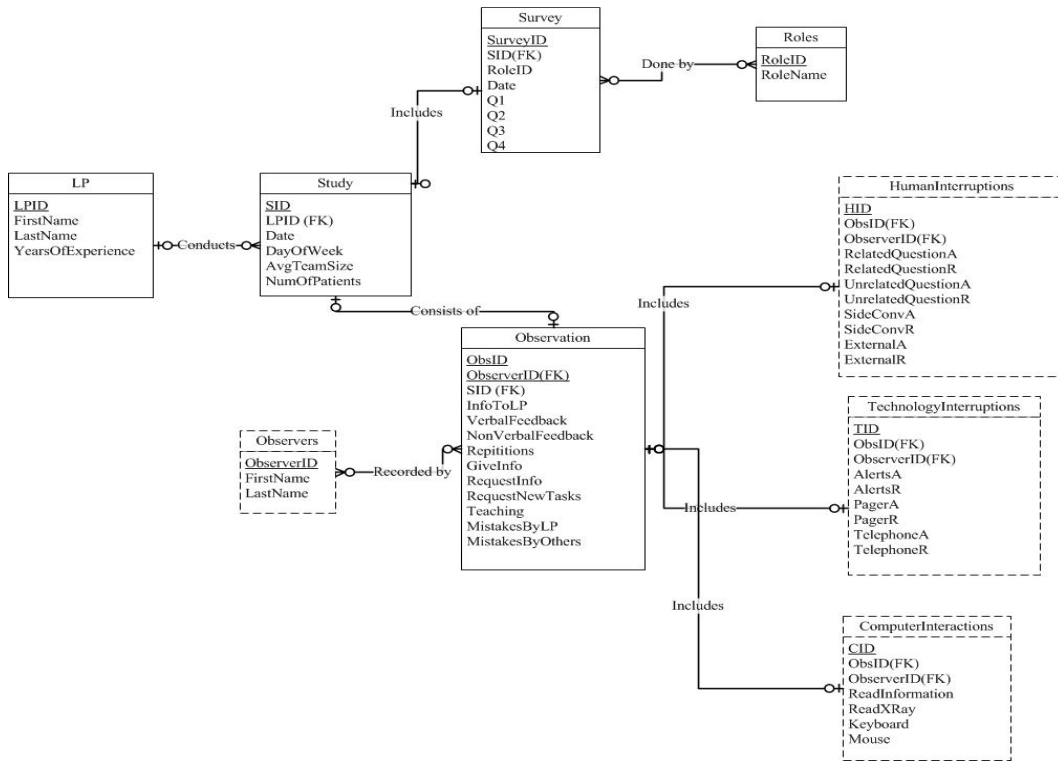 Survey
SurveyID
SID(FK)
RoleID
Date
Q1
Q2
Q3
Q4
Roles
RoleID
RoleName
Done by
Includes
LP
LPID
FirstName
LastName
YearsOfExperience
Conducts
Study
SID
LPID (FK)
Date
DayOfWeek
AvgTeamSize
NumOfPatients
Consists of
Observation
ObsID
ObserverID(FK)
SID (FK)
InfoToLP
VerbalFeedback
NonVerbalFeedback
Repititions
GiveInfo
RequestInfo
RequestNewTasks
Teaching
MistakesByLP
MistakesByOthers
Observers
ObserverID
FirstName
LastName
Recorded by
Includes
HumanInterruptions
HID
ObsID(FK)
ObserverID(FK)
RelatedQuestionA
RelatedQuestionR
UnrelatedQuestionA
UnrelatedQuestionR
SideConvA
SideConvR
ExternalA
ExternalR
Includes
TechnologyInterruptions
TID
ObsID(FK)
ObserverID(FK)
AlertsA
AlertsR
PagerA
PagerR
TelephoneA
TelephoneR
Includes
ComputerInteractions
CID
ObsID(FK)
ObserverID(FK)
ReadInformation
ReadXRay
Keyboard
Mouse